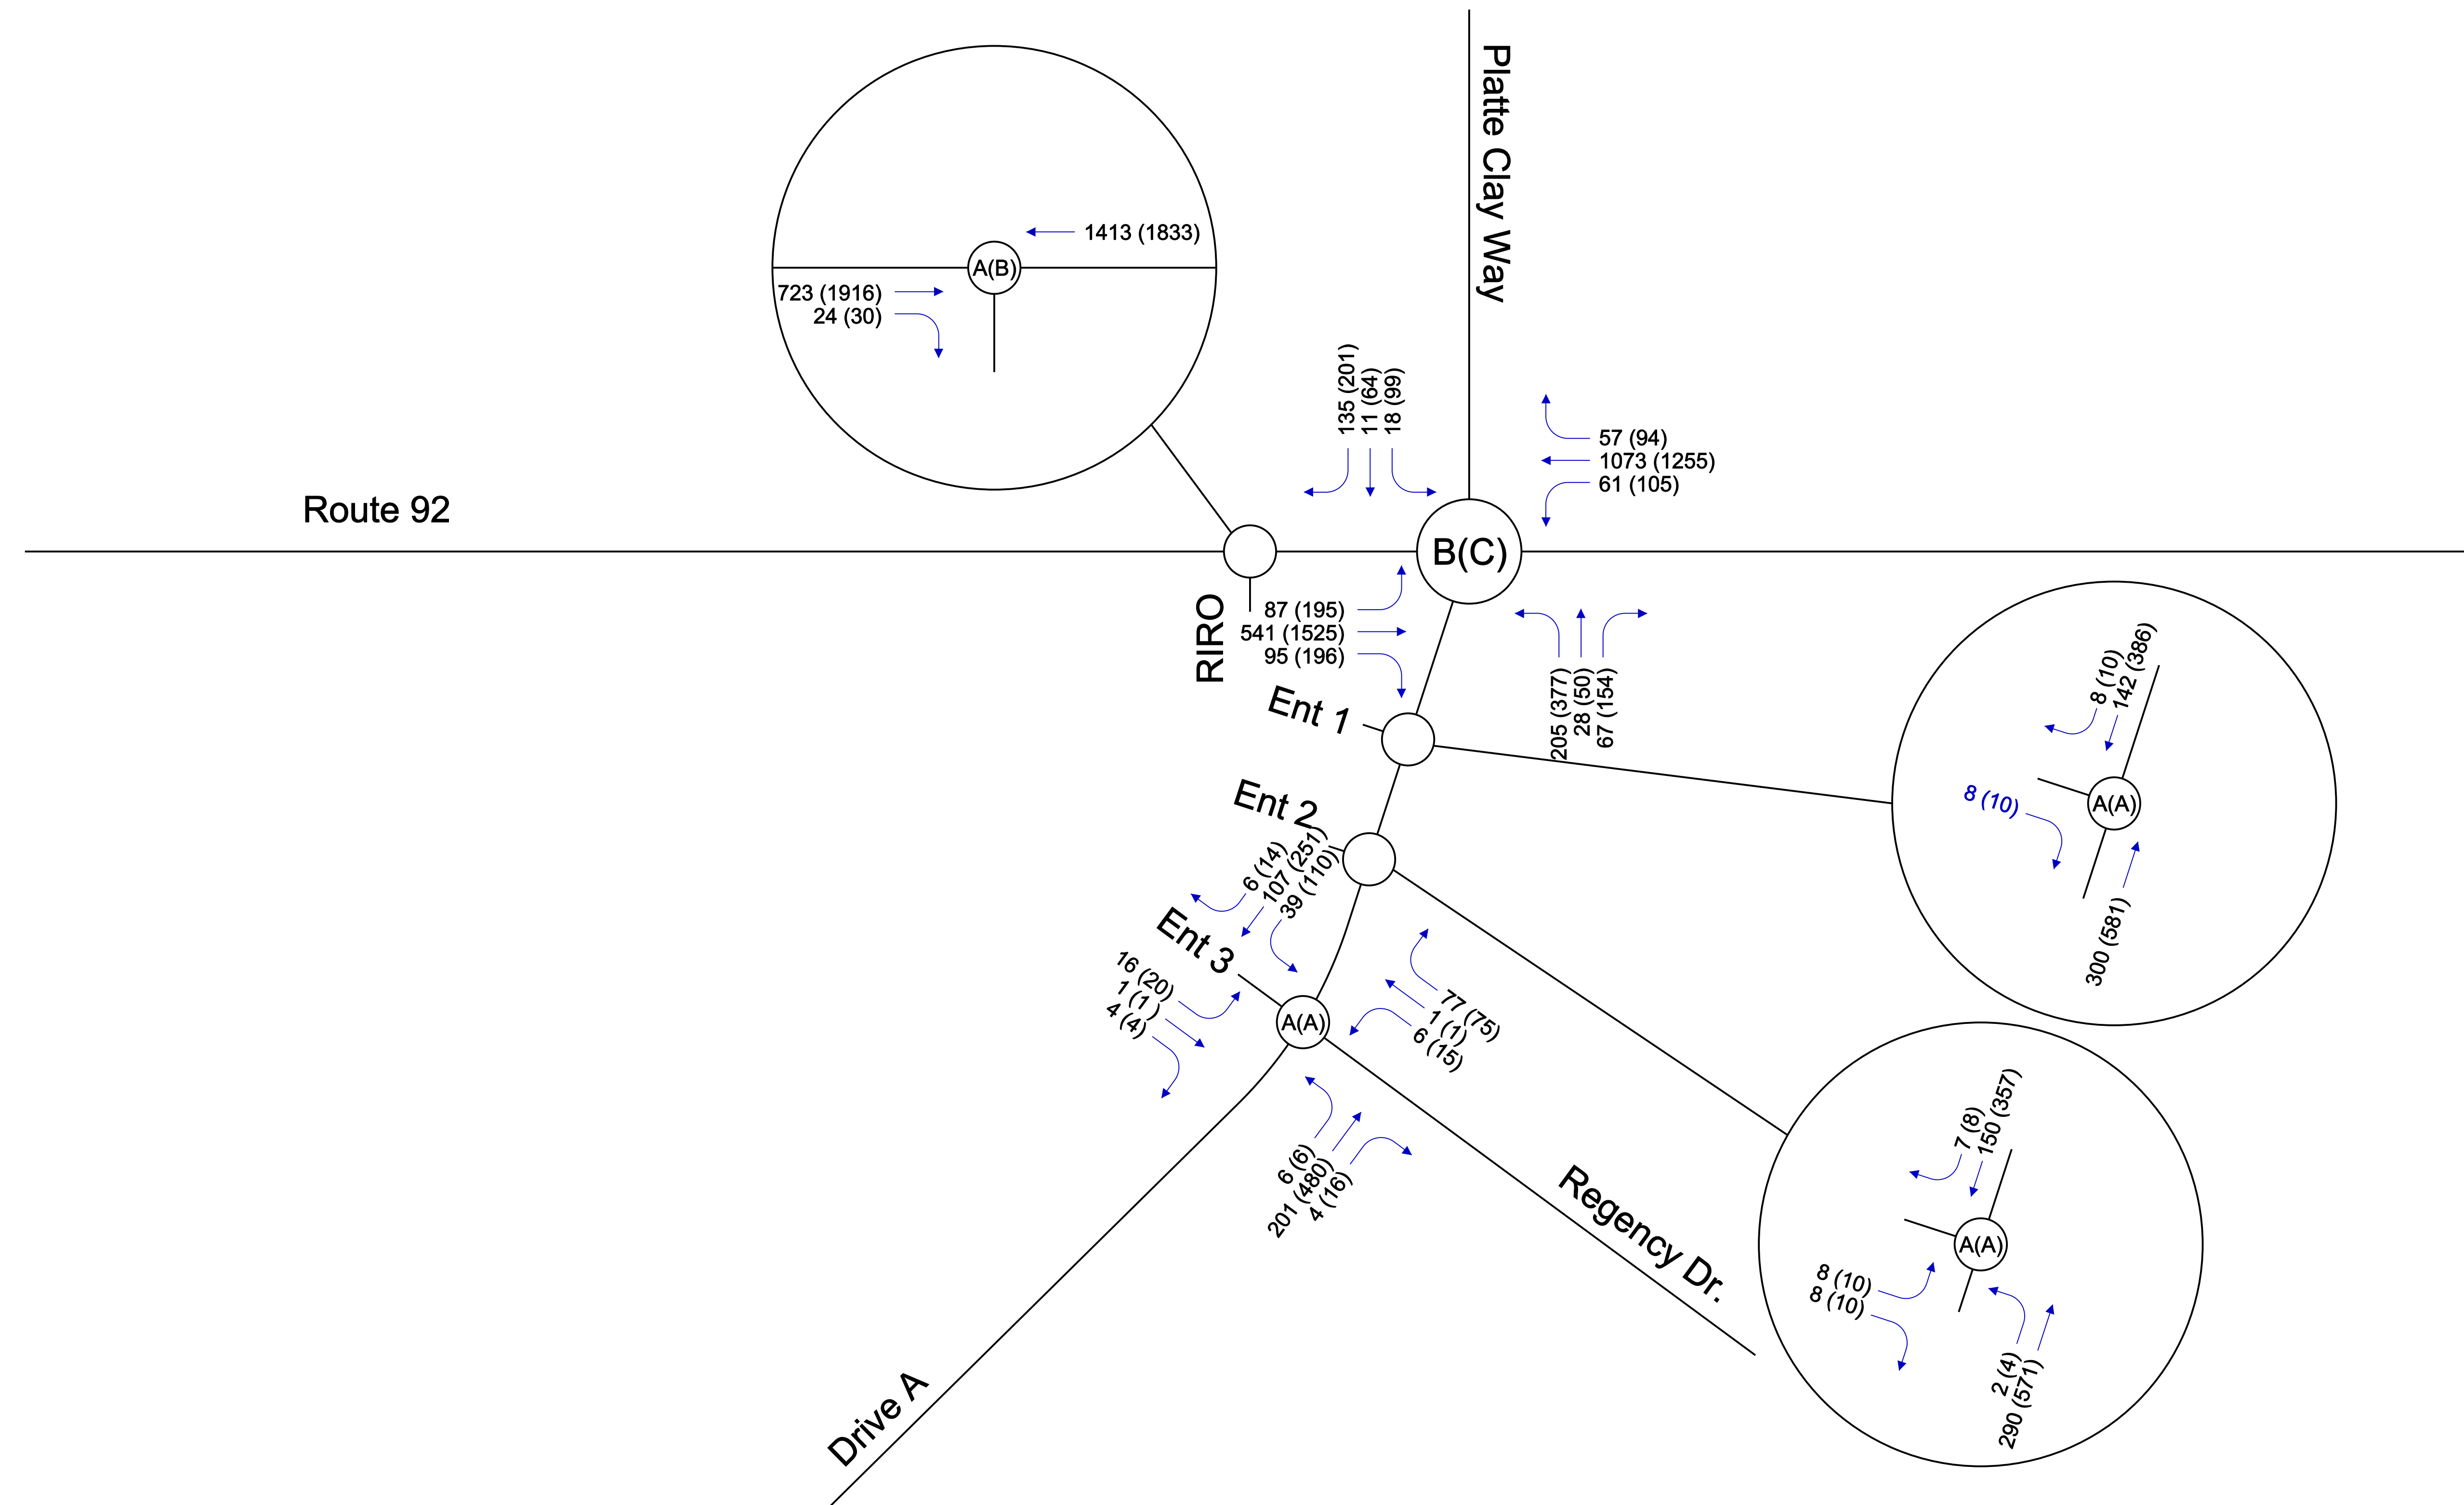 Platte Clay Way
1413 (1833)
A(B)
723 (1916)
24 (30)
135 (201)
11 (64)
18 (99)
57 (94)
1073 (1255)
61 (105)
Route 92
B(C)
RIRO
87 (195)
541 (1525)
95 (196)
205 (377)
28 (50)
67 (154)
Ent 1
8 (10)
142 (386)
8 (10)
A(A)
300 (581)
Ent 2
6 (14)
107 (251)
39 (110)
Ent 3
16 (20)
1 (1)
4 (4)
A(A)
77 (75)
1 (1)
6 (15)
6 (6)
201 (480)
4 (16)
7 (8)
150 (357)
A(A)
8 (10)
8 (10)
2 (4)
290 (571)
Regency Dr.
Drive A